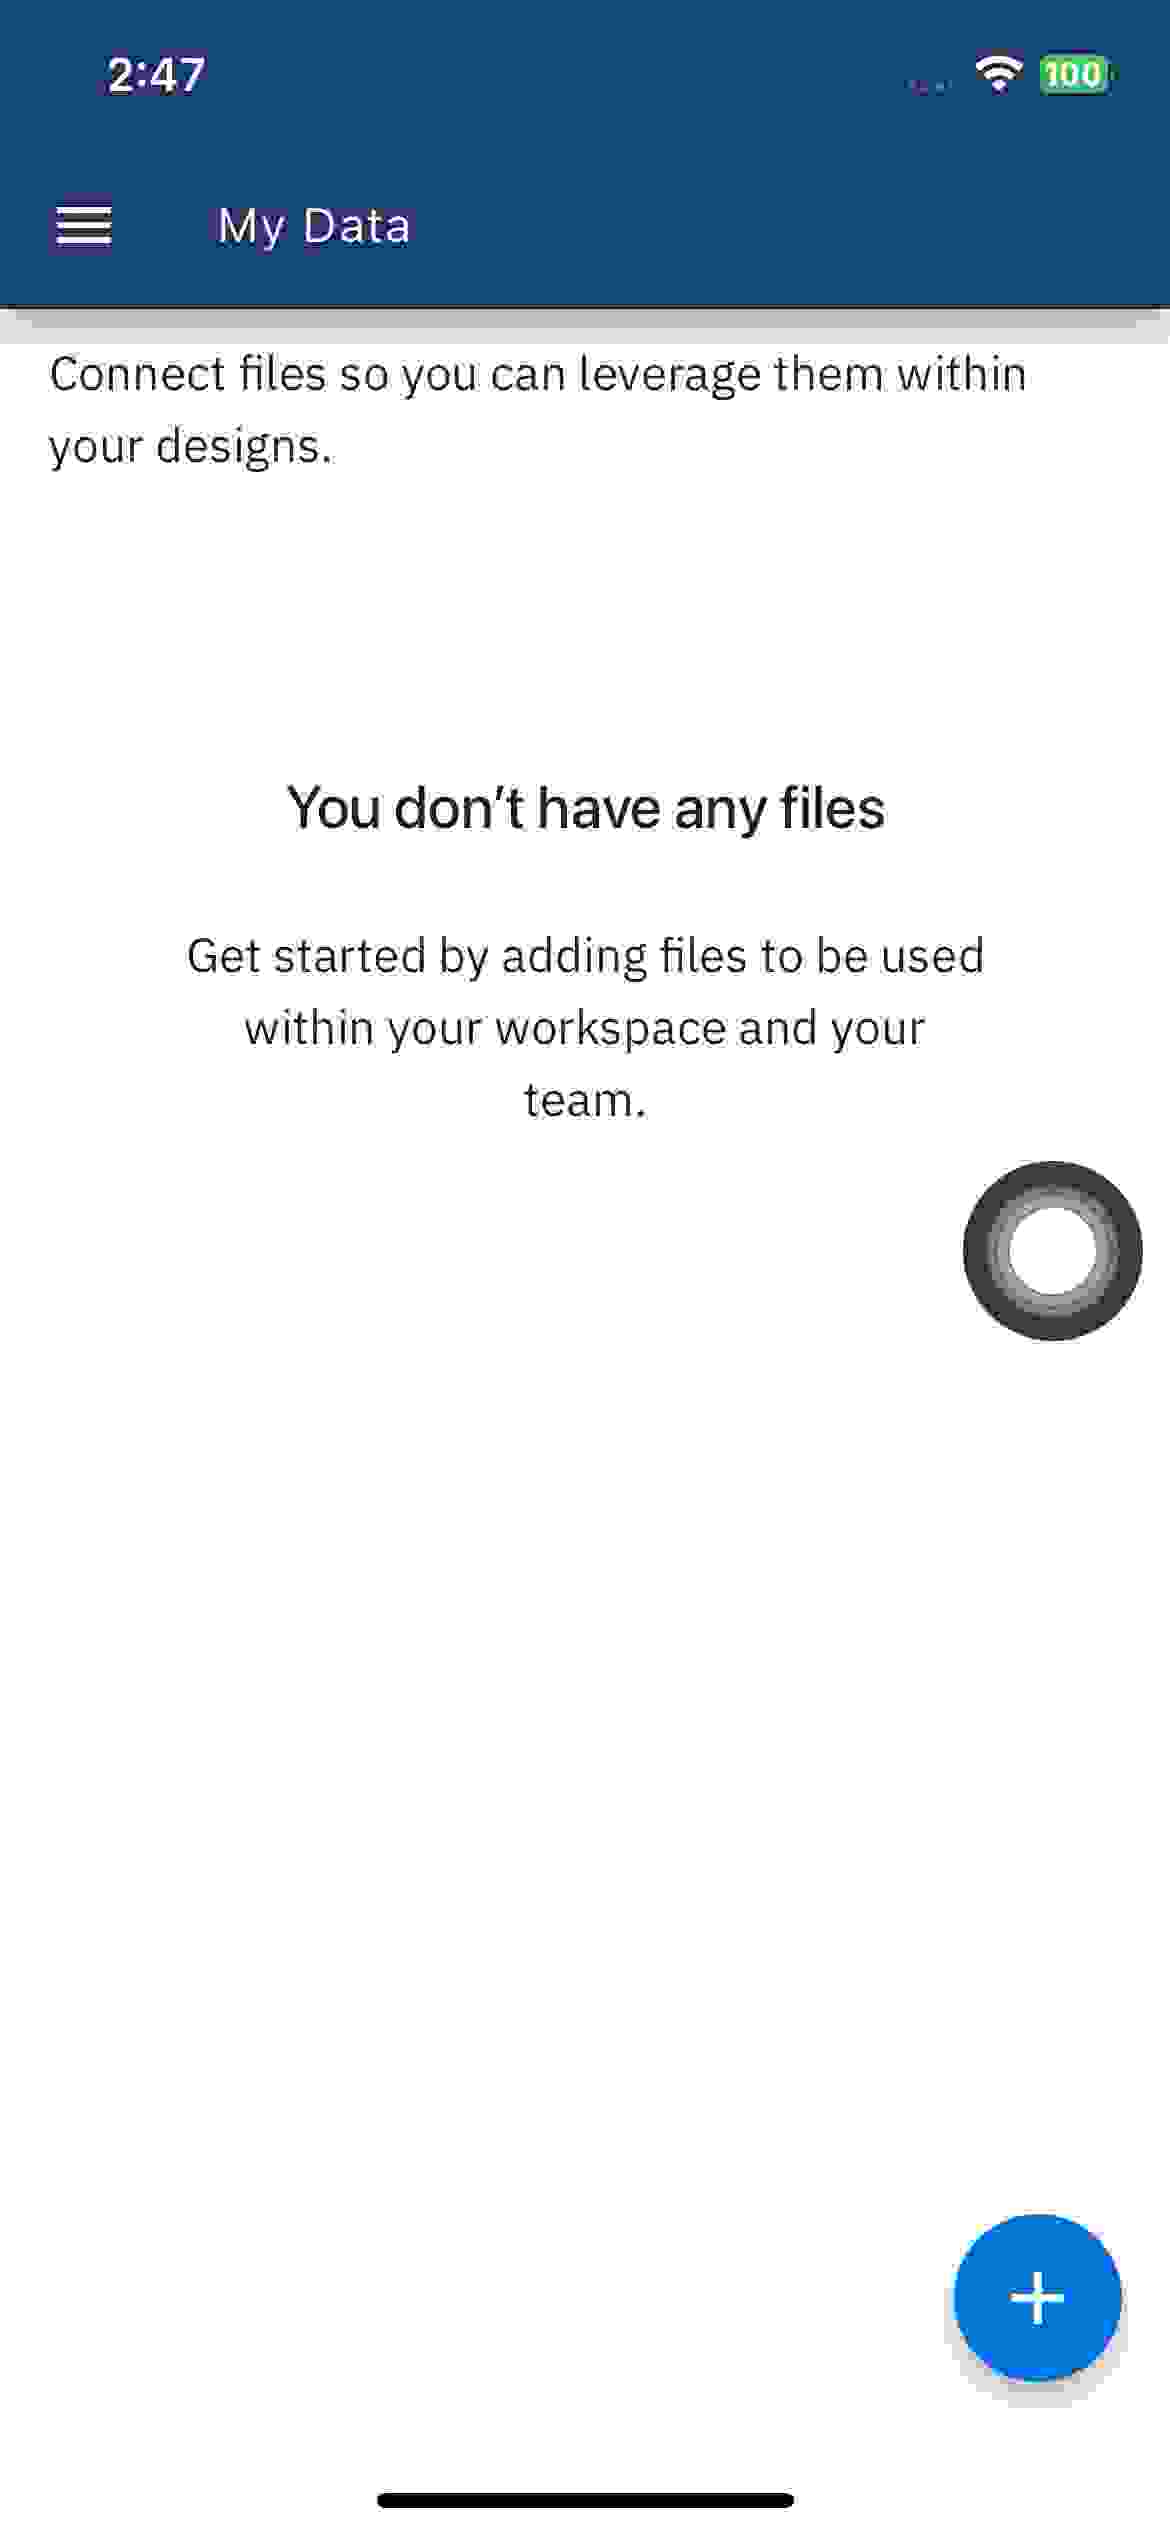 2:47
100
My Data
Connect files so you can leverage them within
your designs.
You don't have any files
Get started by adding files to be used
within your workspace and your
team.